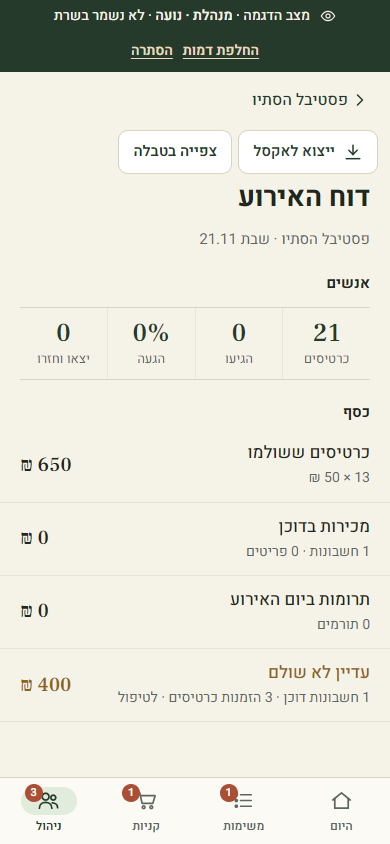 מצב הדגמה · מנהלת · נועה · לא נשמר בשרת
החלפת דמות הסתרה
פסטיבל הסתיו
ייצוא לאקסל צפייה בטבלה
דוח האירוע
פסטיבל הסתיו · שבת 21.11
אנשים
21 0 0% 0
כרטיסים הגיעו הגעה יצאו וחזרו
כסף
כרטיסים ששולמו
650 ₪
13 × 50 ₪
מכירות בדוכן
0 ₪
1 חשבונות · 0 פריטים
תרומות ביום האירוע
0 ₪
0 תורמים
עדיין לא שולם
400 ₪
1 חשבונות דוכן · 3 הזמנות כרטיסים · לטיפול
1 1 3
היום משימות קניות ניהול